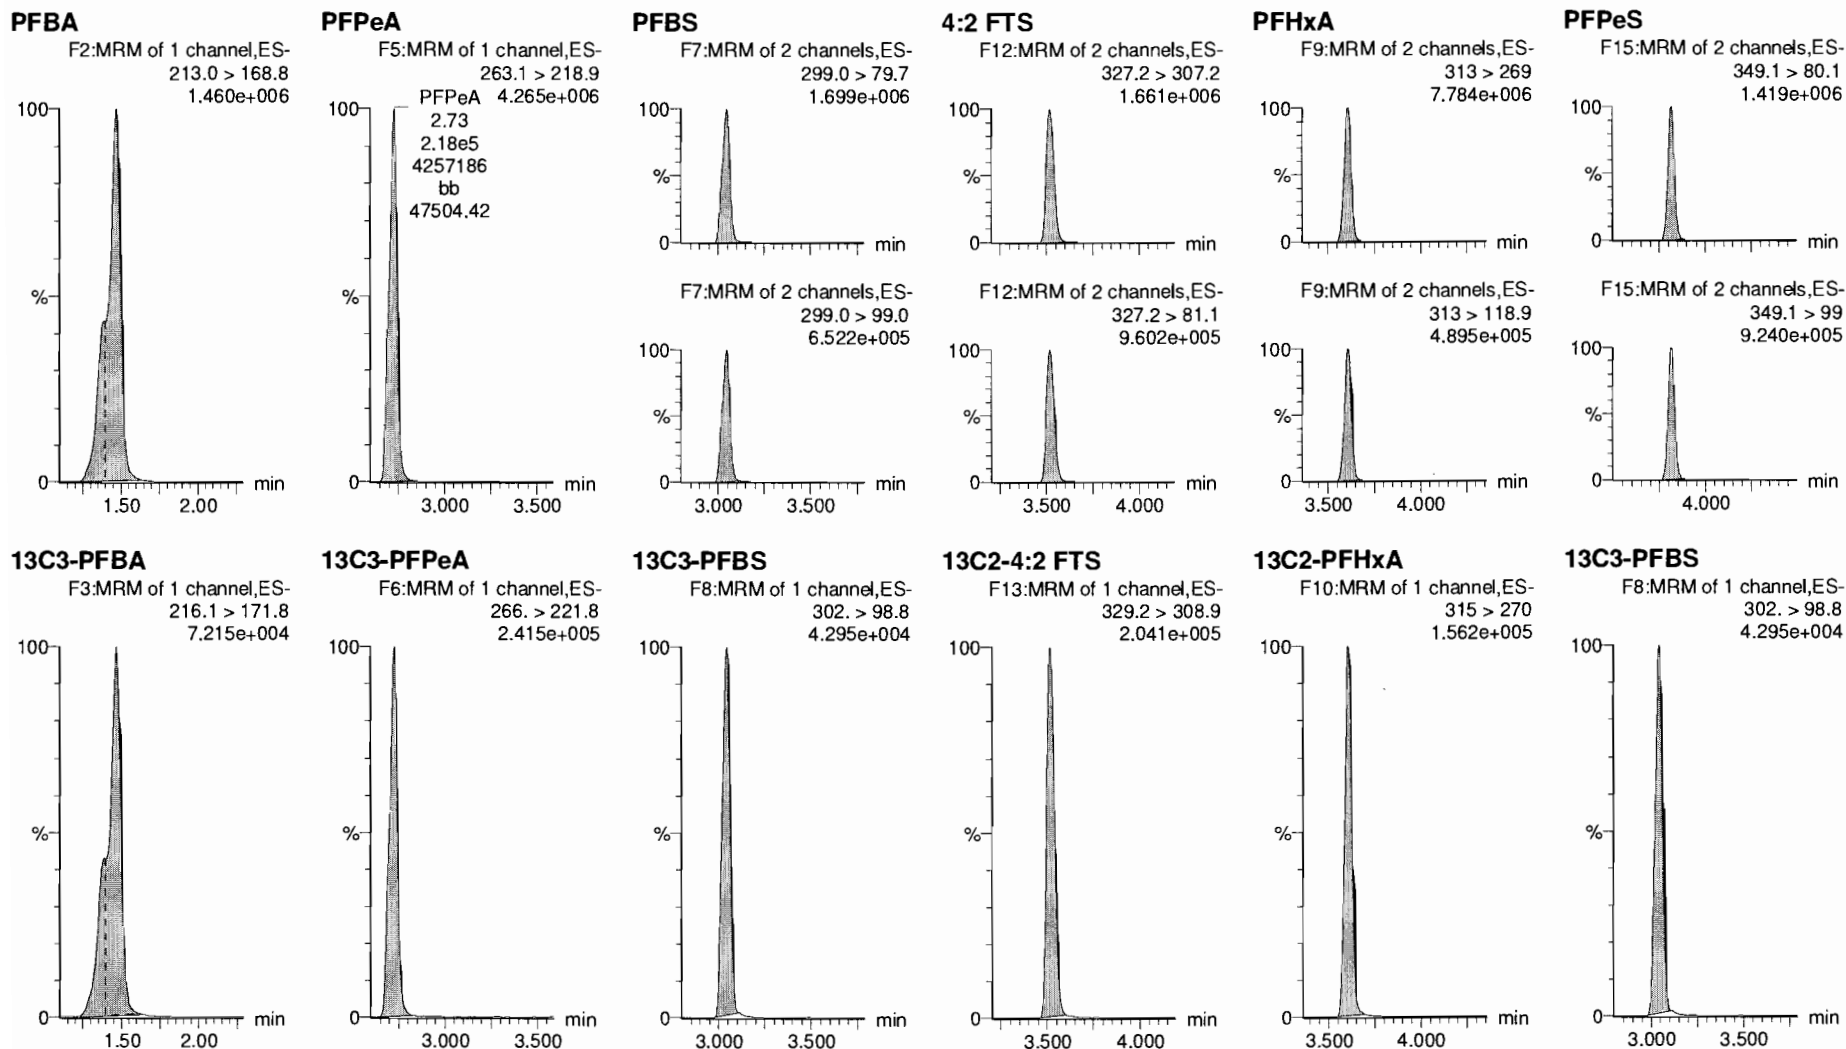 PFBA
F2:MRM of 1 channel,ES-
213.0 > 168.8
1.460e+006
100
%
0
min
1.50 2.00
PFPeA
F5:MRM of 1 channel,ES-
263.1 > 218.9
4.265e+006
PFPeA
2.73
2.18e5
4257186
bb
47504.42
100
%
0
min
3.000 3.500
PFBS
F7:MRM of 2 channels,ES-
299.0 > 79.7
1.699e+006
100
%
0
min
F7:MRM of 2 channels,ES-
299.0 > 99.0
6.522e+005
100
%
0
min
3.000 3.500
4:2 FTS
F12:MRM of 2 channels,ES-
327.2 > 307.2
1.661e+006
100
%
0
min
F12:MRM of 2 channels,ES-
327.2 > 81.1
9.602e+005
100
%
0
min
3.500 4.000
PFHxA
F9:MRM of 2 channels,ES-
313 > 269
7.784e+006
100
%
0
min
F9:MRM of 2 channels,ES-
313 > 118.9
4.895e+005
100
%
0
min
3.500 4.000
PFPeS
F15:MRM of 2 channels,ES-
349.1 > 80.1
1.419e+006
100
%
0
min
F15:MRM of 2 channels,ES-
349.1 > 99
9.240e+005
100
%
0
min
4.000
13C3-PFBA
F3:MRM of 1 channel,ES-
216.1 > 171.8
7.215e+004
100
%
0
min
1.50 2.00
13C3-PFPeA
F6:MRM of 1 channel,ES-
266. > 221.8
2.415e+005
100
%
0
min
3.000 3.500
13C3-PFBS
F8:MRM of 1 channel,ES-
302. > 98.8
4.295e+004
100
%
0
min
3.000 3.500
13C2-4:2 FTS
F13:MRM of 1 channel,ES-
329.2 > 308.9
2.041e+005
100
%
0
min
3.500 4.000
13C2-PFHxA
F10:MRM of 1 channel,ES-
315 > 270
1.562e+005
100
%
0
min
3.500 4.000
13C3-PFBS
F8:MRM of 1 channel,ES-
302. > 98.8
4.295e+004
100
%
0
min
3.000 3.500